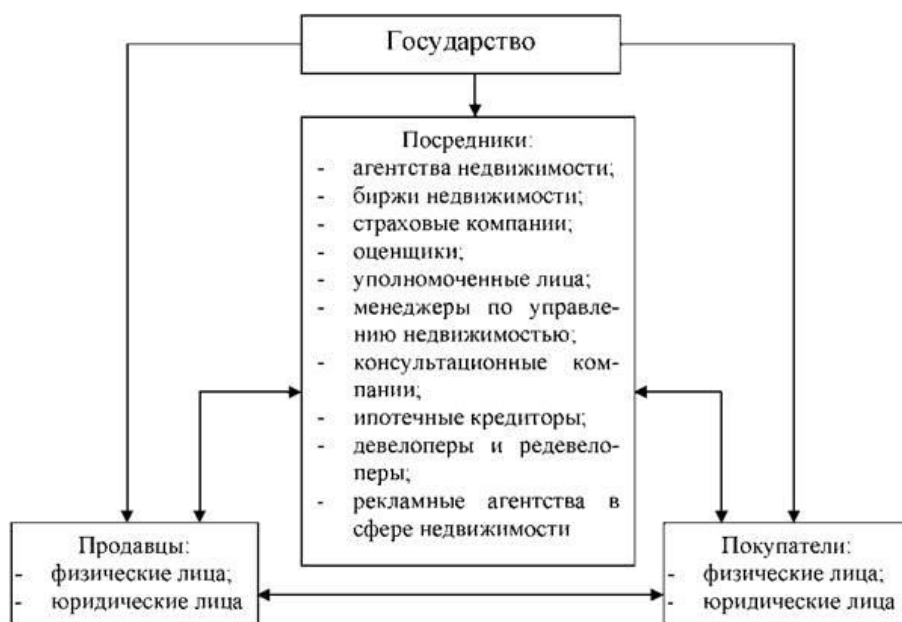 Государство
Посредники:
- агентства недвижимости;
- биржи недвижимости;
- страховые компании;
- оценщики;
- уполномоченные лица;
- менеджеры по управле-
нию недвижимостью;
- консультационные ком-
пании;
- ипотечные кредиторы;
- девелоперы и редевело-
перы;
- рекламные агентства в
сфере недвижимости
Продавцы:
- физические лица;
- юридические лица
Покупатели:
- физические лица;
- юридические лица